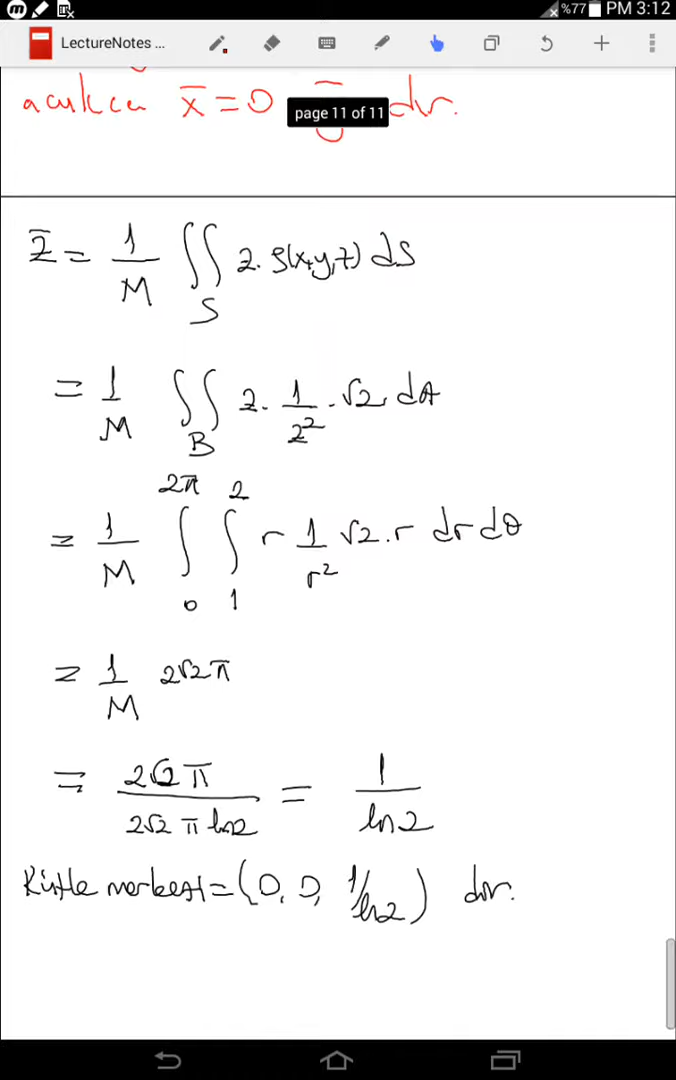 %77 PM 3:12
LectureNotes ...
açıkça x̄ = 0 ȳ dır.
page 11 of 11
z̄ = 1/M ∬_S z. ρ(x,y,z) dS
= 1/M ∬_B z. 1/z² . √2. dA
= 1/M ∫_0^{2π} ∫_1^2 r 1/r² √2. r dr dθ
= 1/M 2√2 π
= 2√2 π / 2√2 π ln2 = 1 / ln2
Kütle merkezi = (0, 0, 1/ln2) dır.